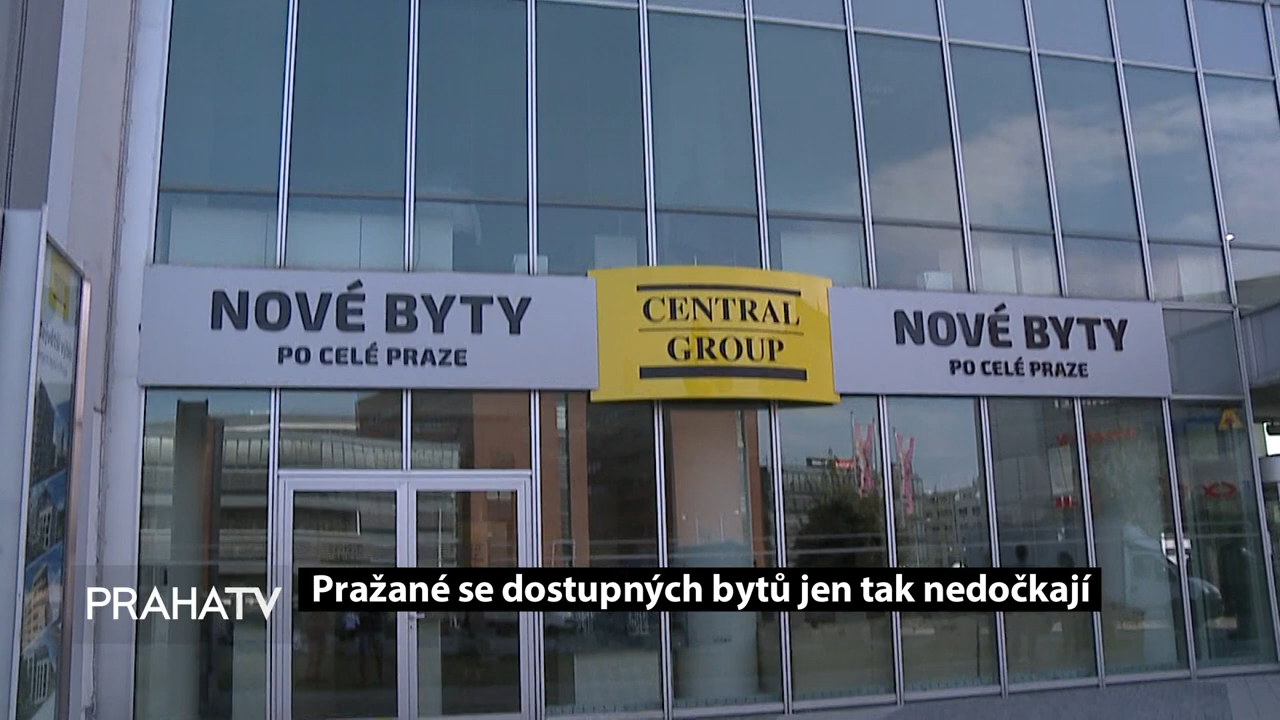 NOVÉ BYTY
PO CELÉ PRAZE
CENTRAL
GROUP
NOVÉ BYTY
PO CELÉ PRAZE
PRAHATV
Pražané se dostupných bytů jen tak nedočkají